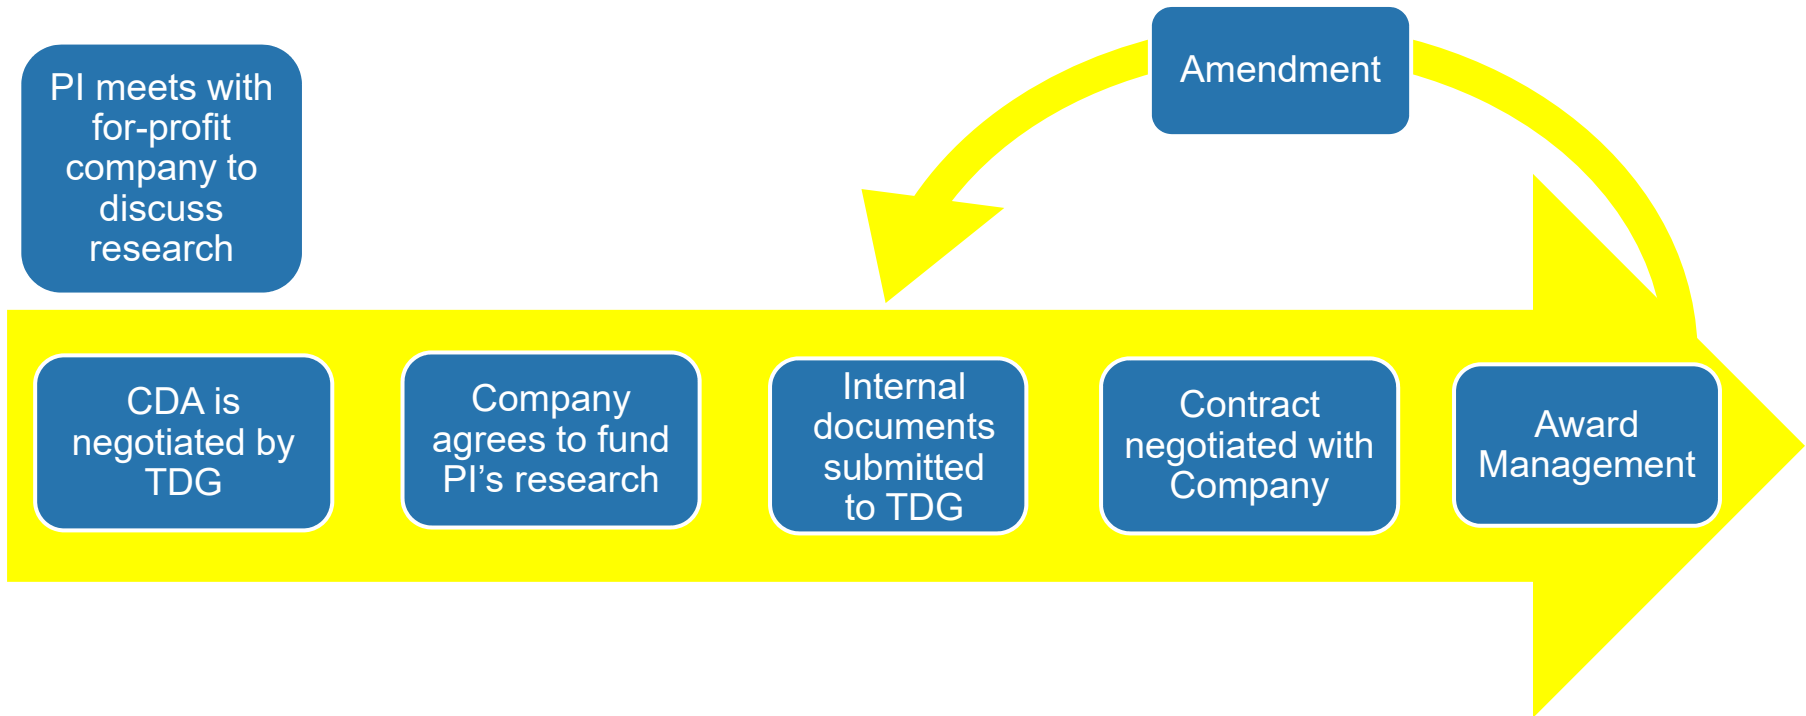 PI meets with
for-profit
company to
discuss
research
Amendment
CDA is
negotiated by
TDG
Company
agrees to fund
PI’s research
Internal
documents
submitted
to TDG
Contract
negotiated with
Company
Award
Management